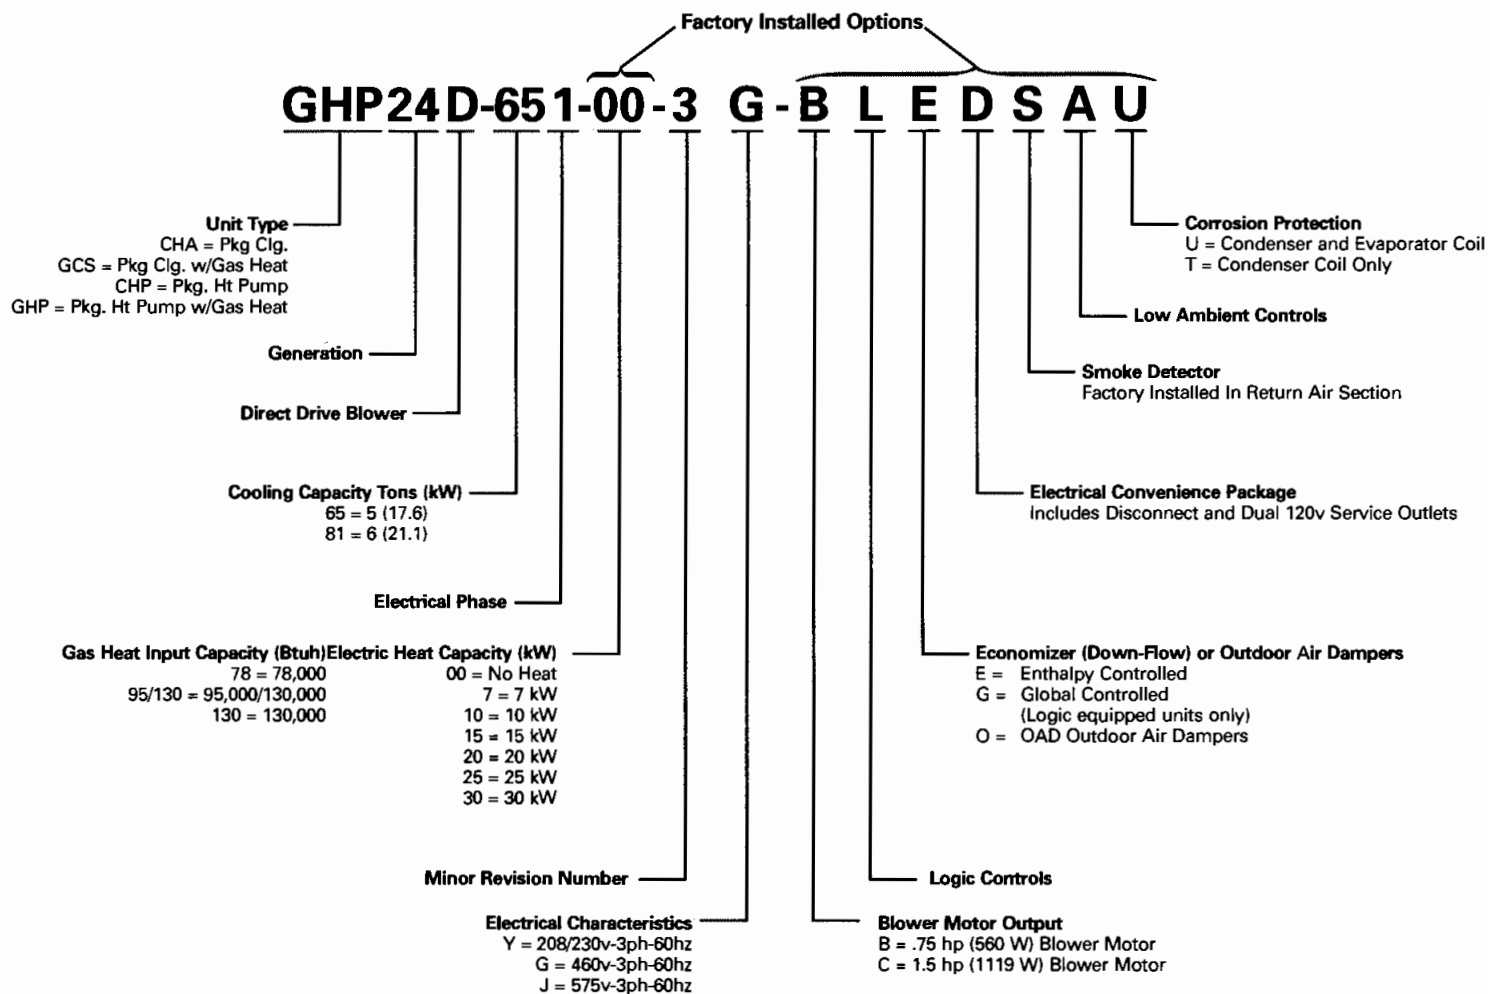 Factory Installed Options
GHP24D-651-00-3 G-B L E D S A U
Unit Type
CHA = Pkg Clg.
GCS = Pkg Clg. w/Gas Heat
CHP = Pkg. Ht Pump
GHP = Pkg. Ht Pump w/Gas Heat
Generation
Direct Drive Blower
Cooling Capacity Tons (kW)
65 = 5 (17.6)
81 = 6 (21.1)
Electrical Phase
Gas Heat Input Capacity (Btuh)
78 = 78,000
95/130 = 95,000/130,000
130 = 130,000
Electric Heat Capacity (kW)
00 = No Heat
7 = 7 kW
10 = 10 kW
15 = 15 kW
20 = 20 kW
25 = 25 kW
30 = 30 kW
Minor Revision Number
Electrical Characteristics
Y = 208/230v-3ph-60hz
G = 460v-3ph-60hz
J = 575v-3ph-60hz
Corrosion Protection
U = Condenser and Evaporator Coil
T = Condenser Coil Only
Low Ambient Controls
Smoke Detector
Factory Installed In Return Air Section
Electrical Convenience Package
Includes Disconnect and Dual 120v Service Outlets
Economizer (Down-Flow) or Outdoor Air Dampers
E = Enthalpy Controlled
G = Global Controlled
(Logic equipped units only)
O = OAD Outdoor Air Dampers
Logic Controls
Blower Motor Output
B = .75 hp (560 W) Blower Motor
C = 1.5 hp (1119 W) Blower Motor